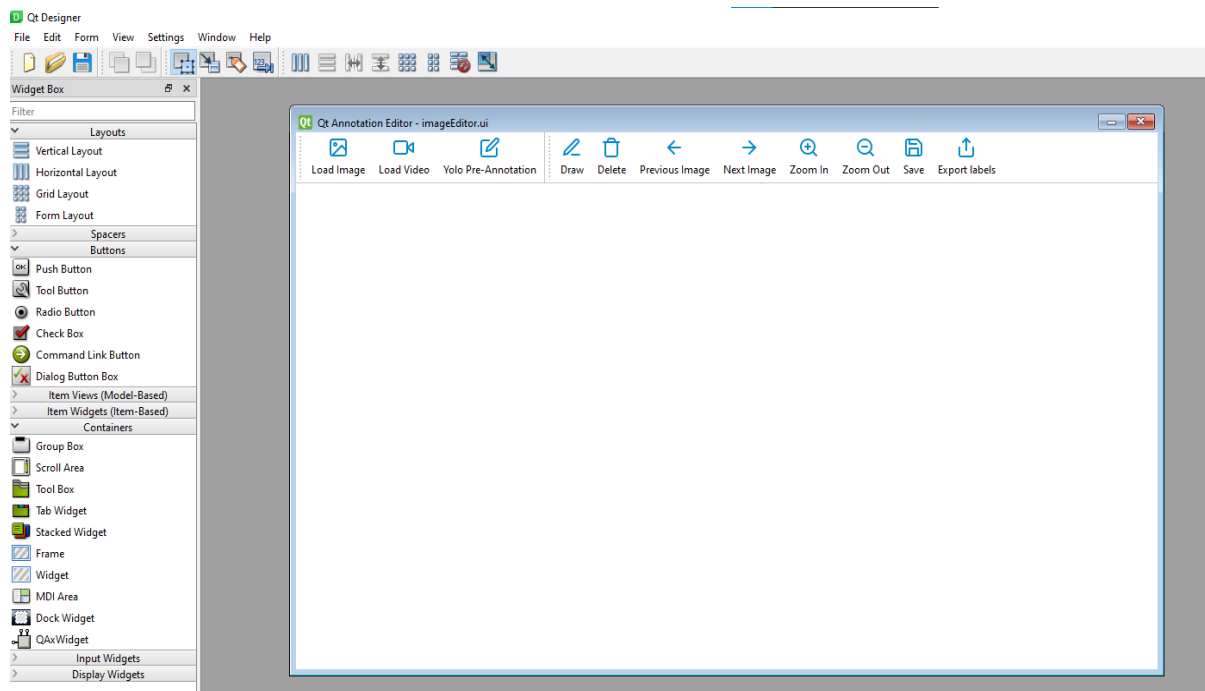 Qt Designer
File Edit Form View Settings Window Help
Widget Box
Filter
Layouts
Vertical Layout
Horizontal Layout
Grid Layout
Form Layout
Spacers
Buttons
Push Button
Tool Button
Radio Button
Check Box
Command Link Button
Dialog Button Box
Item Views (Model-Based)
Item Widgets (Item-Based)
Containers
Group Box
Scroll Area
Tool Box
Tab Widget
Stacked Widget
Frame
Widget
MDI Area
Dock Widget
QAxWidget
Input Widgets
Display Widgets
Qt Annotation Editor - imageEditor.ui
Load Image Load Video Yolo Pre-Annotation Draw Delete Previous Image Next Image Zoom In Zoom Out Save Export labels